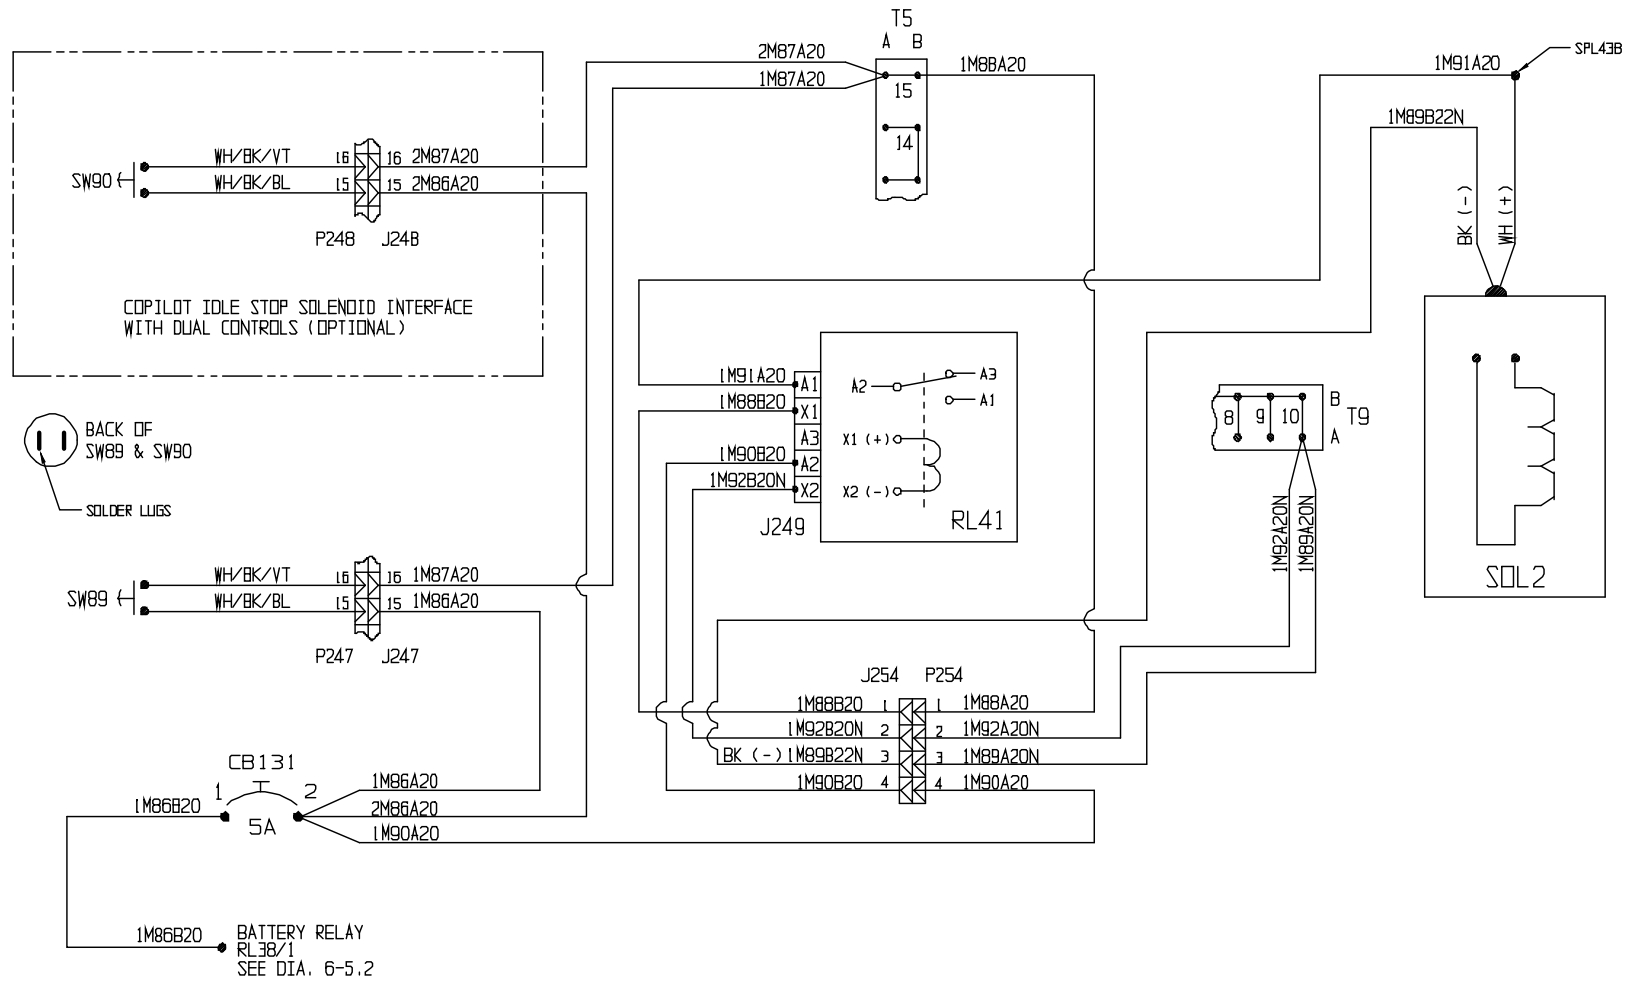 T5
A B
2M87A20
1M87A20
1M8BA20
15
14
1M91A20
SPL43B
1M89B22N
BK (-)
WH (+)
SW90
WH/BK/VT
WH/BK/BL
16
15
16
15
2M87A20
2M86A20
P248
J24B
COPILOT IDLE STOP SOLENOID INTERFACE
WITH DUAL CONTROLS (OPTIONAL)
BACK OF
SW89 & SW90
SOLDER LUGS
1M91A20
1M88B20
1M90B20
1M92B20N
A1
X1
A3
A2
X2
J249
A2
A3
A1
X1 (+)
X2 (-)
RL41
8
9
10
B
A
T9
1M92A20N
1M89A20N
SOL2
SW89
WH/BK/VT
WH/BK/BL
16
15
16
15
1M87A20
1M86A20
P247
J247
J254
P254
1M88B20
1
1
1M88A20
1M92B20N
2
2
1M92A20N
BK (-) 1M89B22N
3
3
1M89A20N
1M90B20
4
4
1M90A20
CB131
1
2
5A
1M86B20
1M86A20
2M86A20
1M90A20
1M86B20
BATTERY RELAY
RL38/1
SEE DIA. 6-5.2